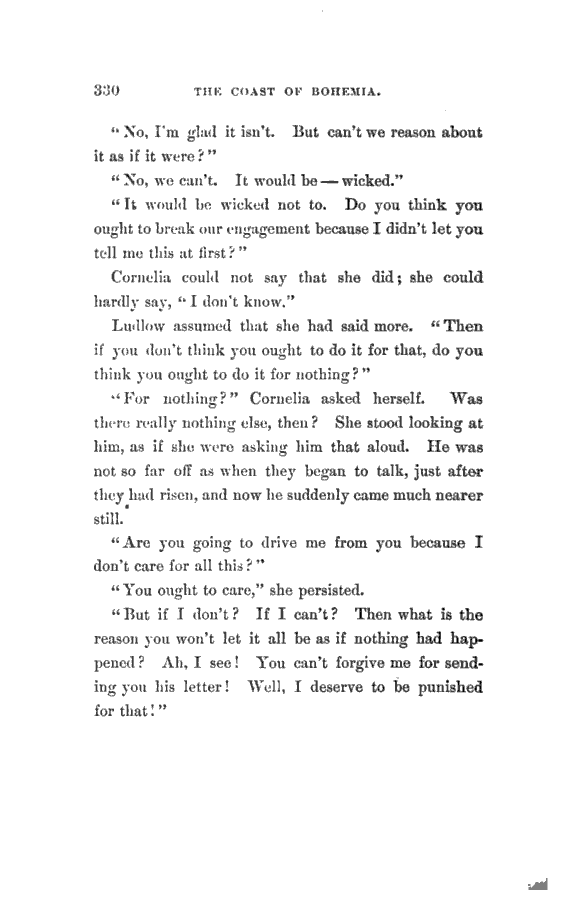 330 THE COAST OF BOHEMIA.
"No, I'm glad it isn't. But can't we reason about
it as if it were?"
"No, we can't. It would be — wicked."
"It would be wicked not to. Do you think you
ought to break our engagement because I didn't let you
tell me this at first?"
Cornelia could not say that she did; she could
hardly say, "I don't know."
Ludlow assumed that she had said more. "Then
if you don't think you ought to do it for that, do you
think you ought to do it for nothing?"
"For nothing?" Cornelia asked herself. Was
there really nothing else, then? She stood looking at
him, as if she were asking him that aloud. He was
not so far off as when they began to talk, just after
they had risen, and now he suddenly came much nearer
still.
"Are you going to drive me from you because I
don't care for all this?"
"You ought to care," she persisted.
"But if I don't? If I can't? Then what is the
reason you won't let it all be as if nothing had hap-
pened? Ah, I see! You can't forgive me for send-
ing you his letter! Well, I deserve to be punished
for that!"